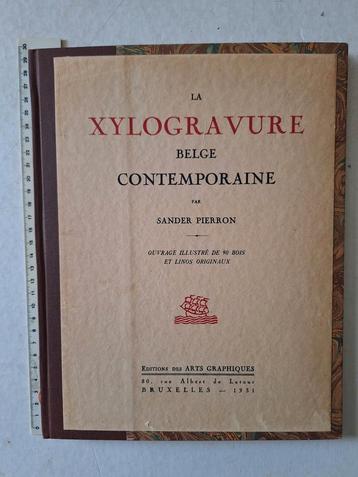 LA
XYLOGRAVURE
BELGE
CONTEMPORAINE
PAR
SANDER PIERRON
OUVRAGE ILLUSTRÉ DE 90 BOIS
ET LINOS ORIGINAUX
EDITIONS DES ARTS GRAPHIQUES
80, rue Albert de Latour
BRUXELLES — 1931